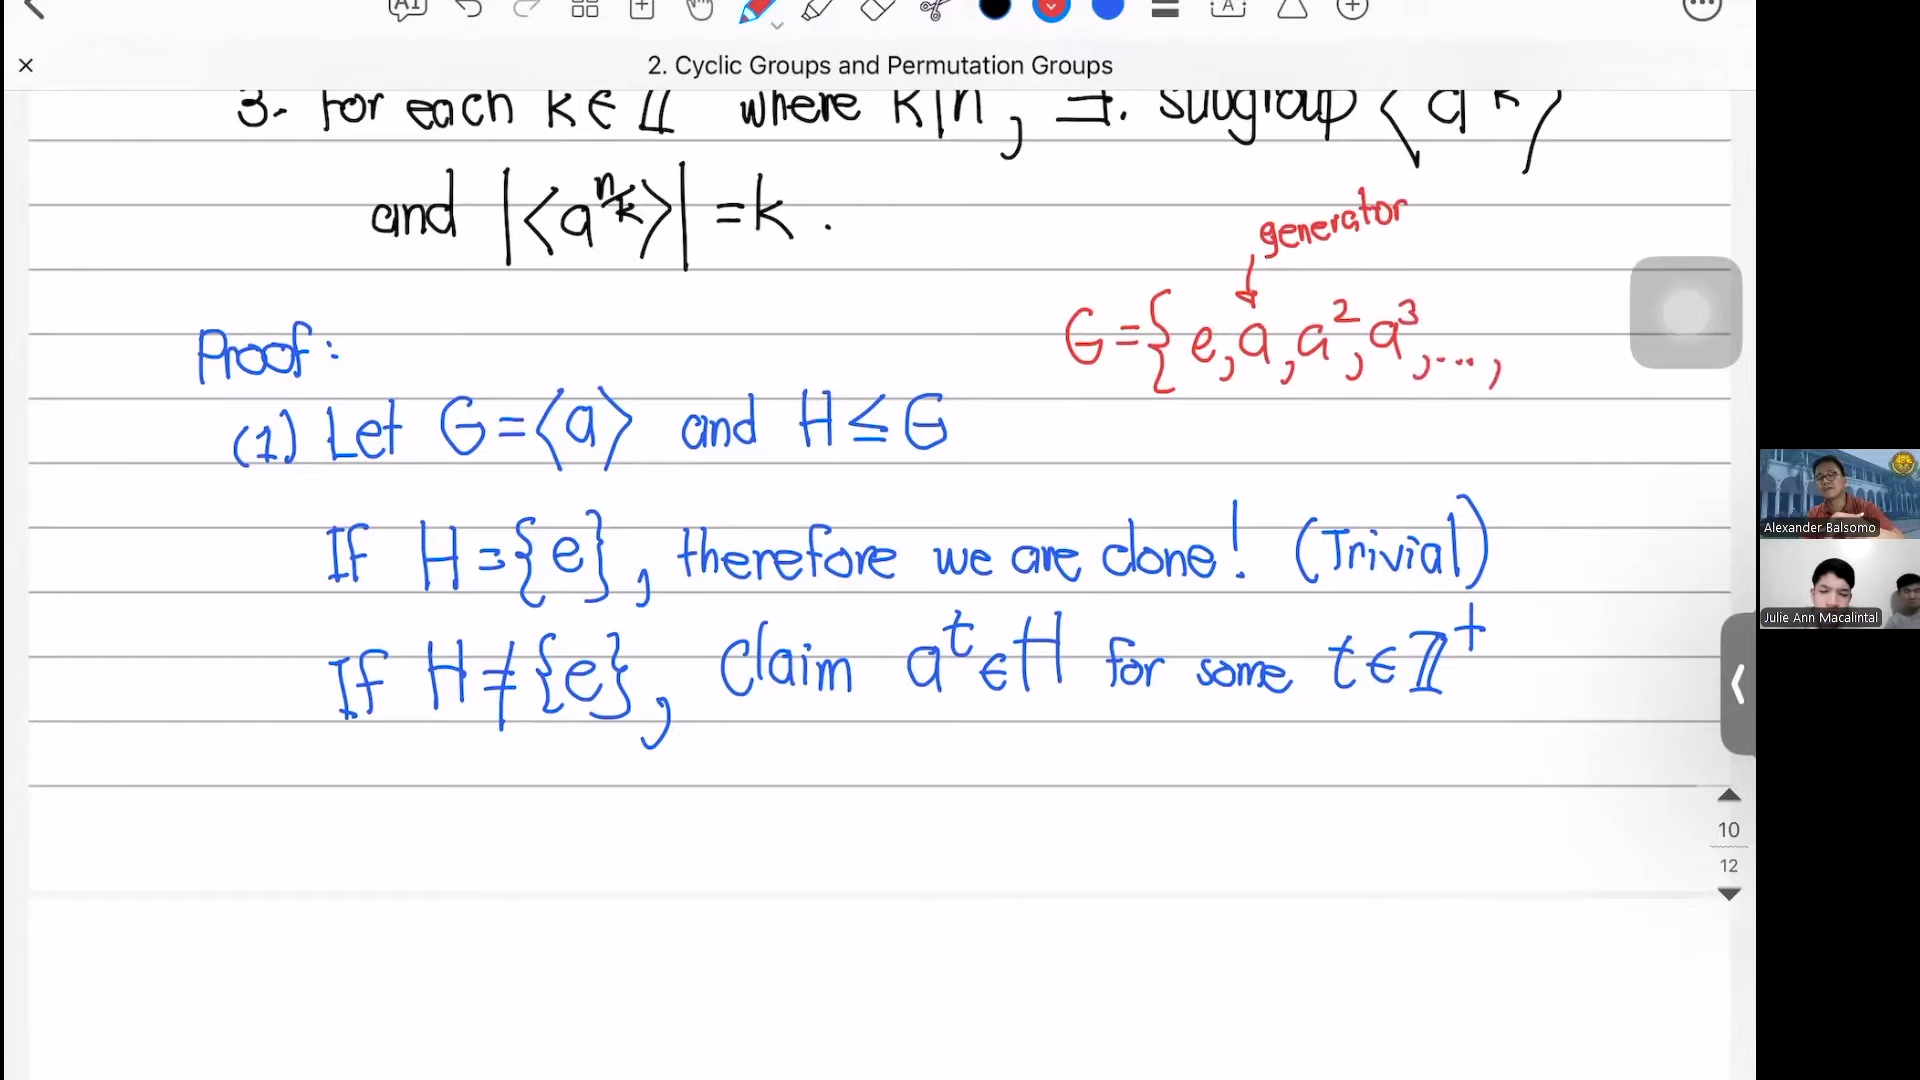 2. Cyclic Groups and Permutation Groups
3. For each k ∈ ℤ⁺ where k|n, ∃! subgroup ⟨a^{n/k}⟩
and |⟨a^{n/k}⟩| = k.
generator
G = { e, a, a², a³, ..., 
Proof:
(1) Let G = ⟨a⟩ and H ≤ G
If H = {e}, therefore we are done! (Trivial)
If H ≠ {e}, Claim a^t ∈ H for some t ∈ ℤ⁺
10
12
Alexander Balsomo
Julie Ann Macalintal